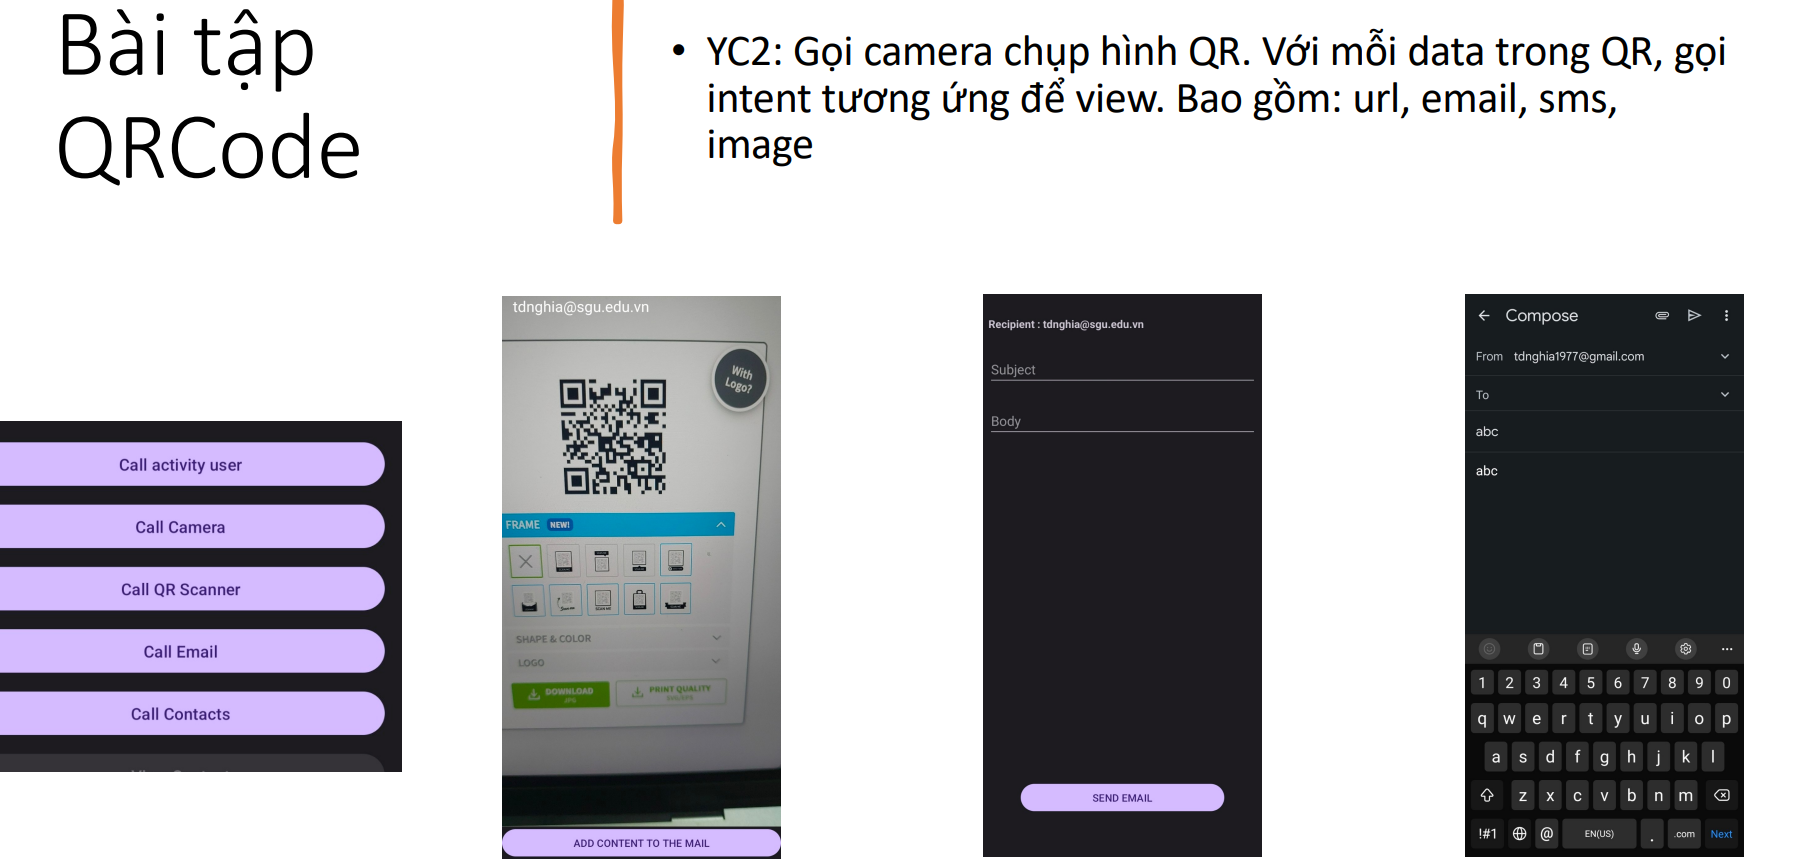 Bài tập
QRCode
• YC2: Gọi camera chụp hình QR. Với mỗi data trong QR, gọi
intent tương ứng để view. Bao gồm: url, email, sms,
image
Call activity user
Call Camera
Call QR Scanner
Call Email
Call Contacts
tdnghia@sgu.edu.vn
With
Logo?
FRAME NEW!
SHAPE & COLOR
LOGO
DOWNLOAD
JPG
PRINT QUALITY
ADD CONTENT TO THE MAIL
Recipient : tdnghia@sgu.edu.vn
Subject
Body
SEND EMAIL
Compose
From tdnghia1977@gmail.com
To
abc
abc
1 2 3 4 5 6 7 8 9 0
q w e r t y u i o p
a s d f g h j k l
z x c v b n m
!#1 @ EN(US) . .com Next